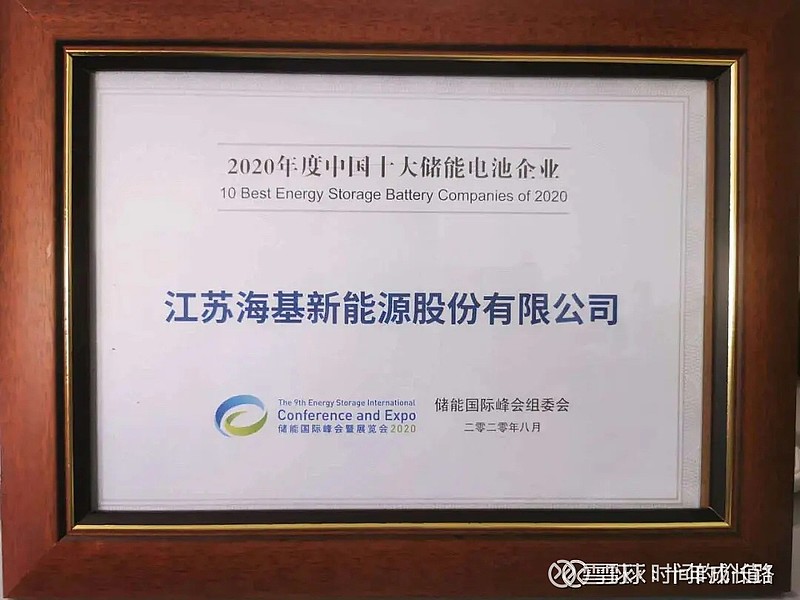 2020年度中国十大储能电池企业
10 Best Energy Storage Battery Companies of 2020
江苏海基新能源股份有限公司
The 9th Energy Storage International
Conference and Expo
储能国际峰会暨展览会2020
储能国际峰会组委会
二零二零年八月